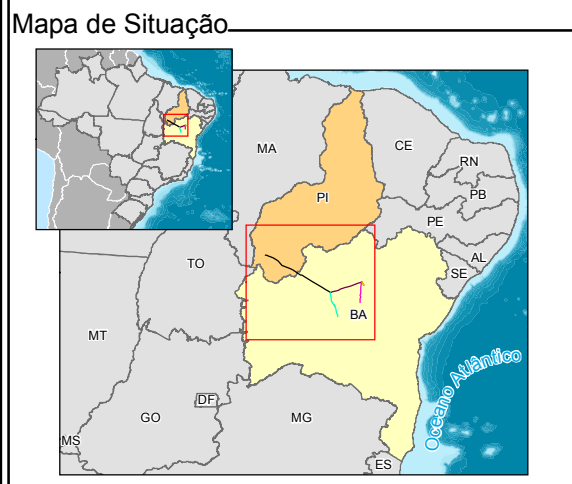 Mapa de Situação
MA
CE
RN
PB
PI
PE
AL
SE
TO
BA
MT
Oceano Atlântico
DF
GO
MG
MS
ES